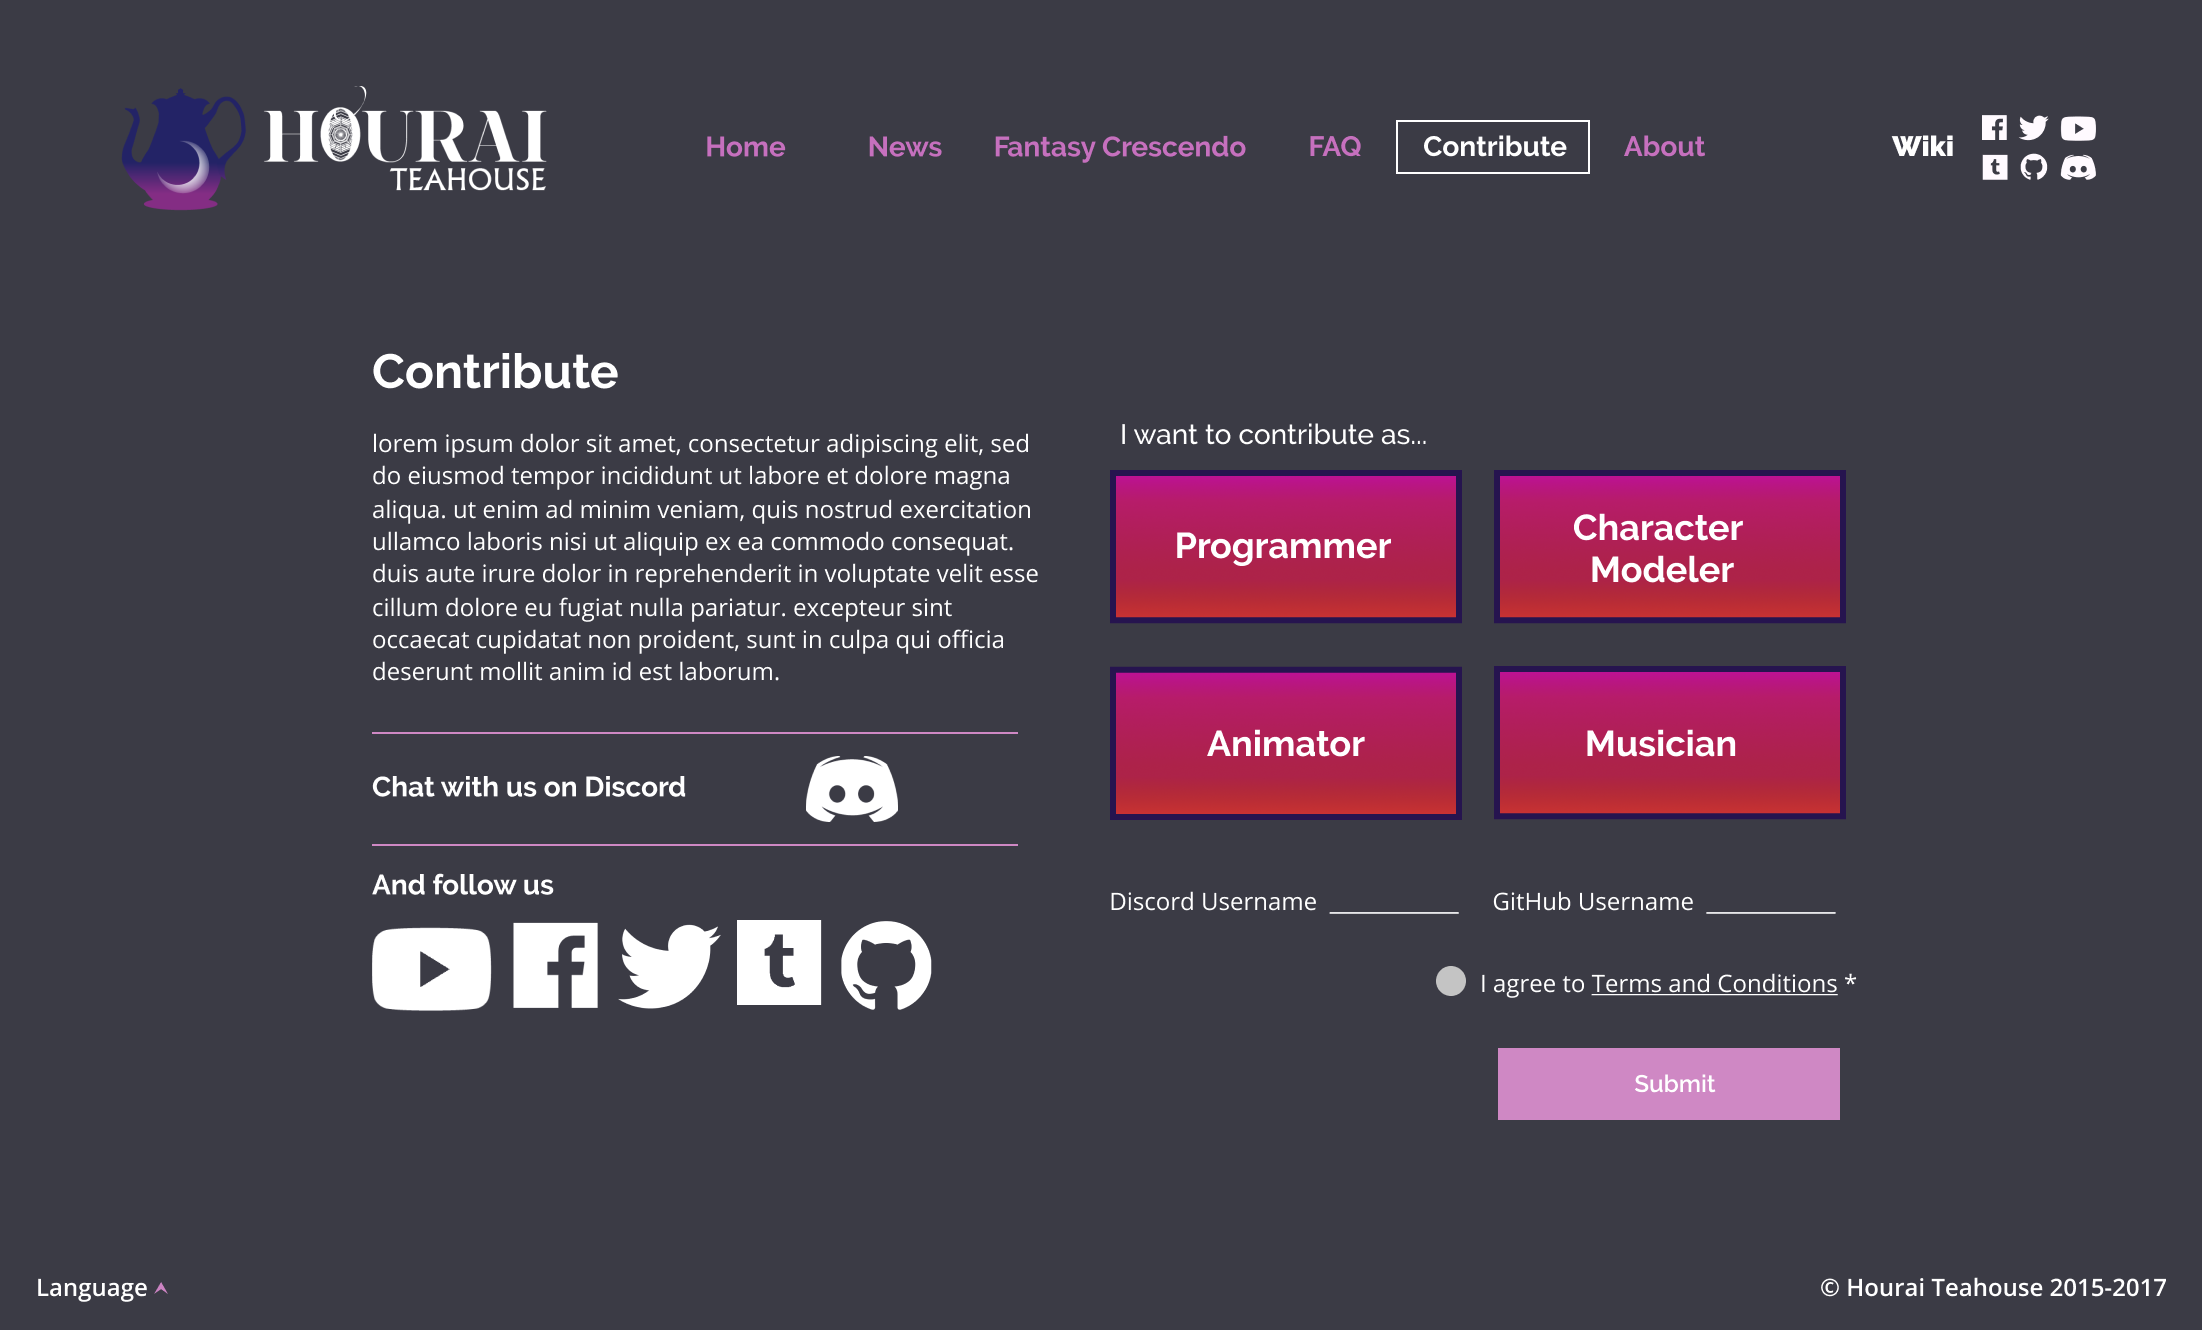 HOURAI
TEAHOUSE
Home
News
Fantasy Crescendo
FAQ
Contribute
About
Wiki
Contribute
lorem ipsum dolor sit amet, consectetur adipiscing elit, sed
do eiusmod tempor incididunt ut labore et dolore magna
aliqua. ut enim ad minim veniam, quis nostrud exercitation
ullamco laboris nisi ut aliquip ex ea commodo consequat.
duis aute irure dolor in reprehenderit in voluptate velit esse
cillum dolore eu fugiat nulla pariatur. excepteur sint
occaecat cupidatat non proident, sunt in culpa qui officia
deserunt mollit anim id est laborum.
Chat with us on Discord
And follow us
I want to contribute as...
Programmer
Character
Modeler
Animator
Musician
Discord Username
GitHub Username
I agree to Terms and Conditions *
Submit
Language
© Hourai Teahouse 2015-2017